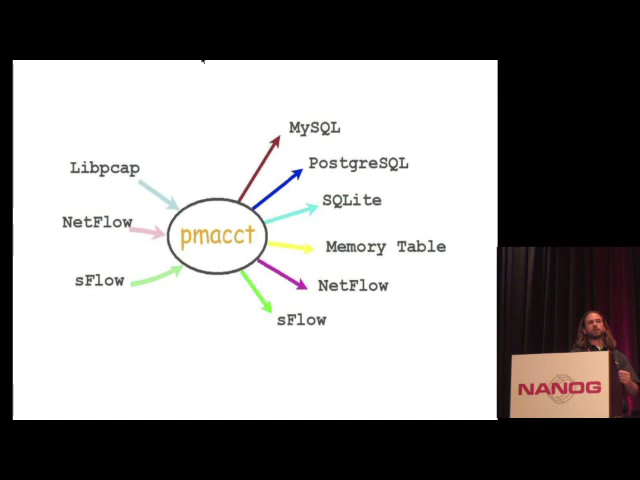 MySQL
Libpcap
PostgreSQL
SQLite
NetFlow
pmacct
Memory Table
sFlow
NetFlow
sFlow
NANOG